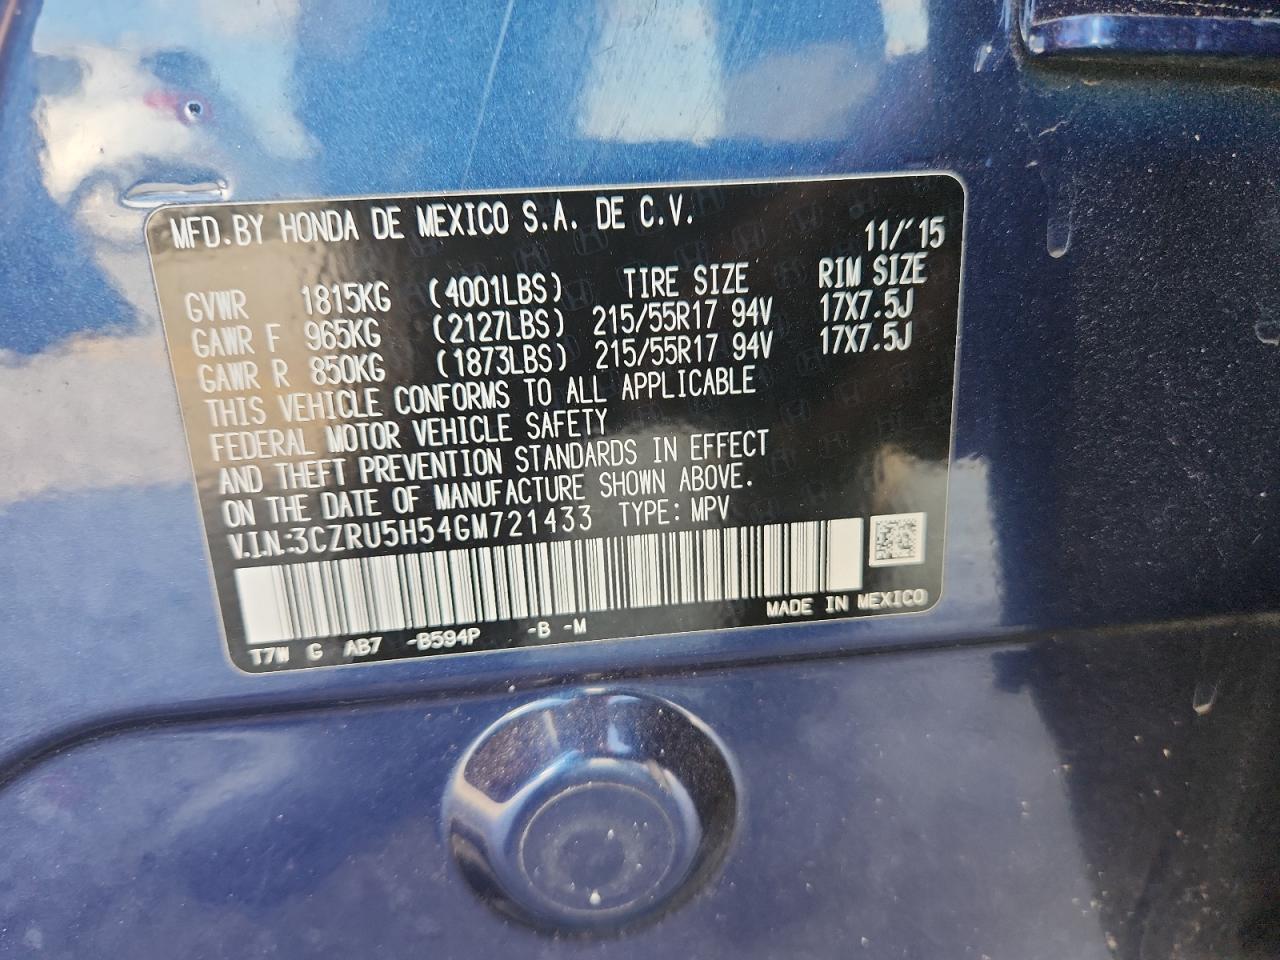 MFD. BY HONDA DE MEXICO S.A. DE C.V.
11/'15
GVWR 1815KG (4001LBS) TIRE SIZE RIM SIZE
GAWR F 965KG (2127LBS) 215/55R17 94V 17X7.5J
GAWR R 850KG (1873LBS) 215/55R17 94V 17X7.5J
THIS VEHICLE CONFORMS TO ALL APPLICABLE
FEDERAL MOTOR VEHICLE SAFETY
AND THEFT PREVENTION STANDARDS IN EFFECT
ON THE DATE OF MANUFACTURE SHOWN ABOVE.
V.I.N.:3CZRU5H54GM721433 TYPE: MPV
MADE IN MEXICO
T7W G AB7 -B594P -B -M